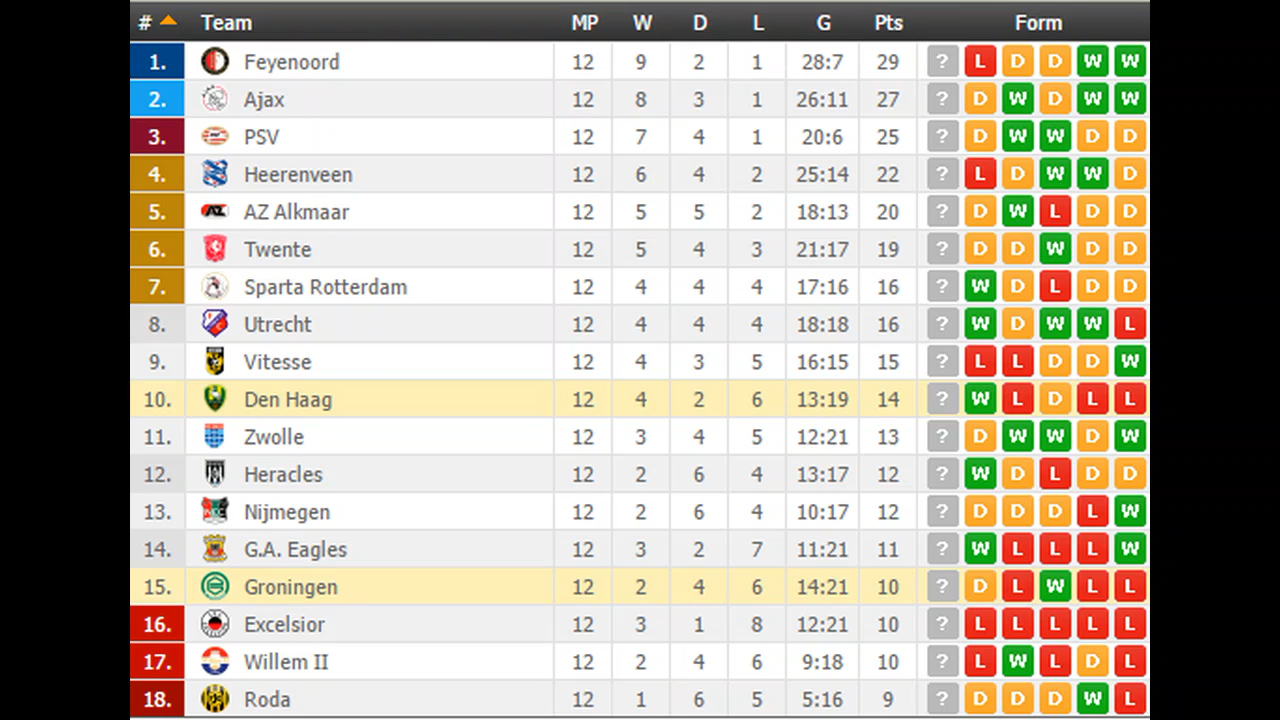 # Team MP W D L G Pts Form
1. Feyenoord 12 9 2 1 28:7 29 ? L D D W W
2. Ajax 12 8 3 1 26:11 27 ? D W D W W
3. PSV 12 7 4 1 20:6 25 ? D W W D D
4. Heerenveen 12 6 4 2 25:14 22 ? L D W W D
5. AZ Alkmaar 12 5 5 2 18:13 20 ? D W L D D
6. Twente 12 5 4 3 21:17 19 ? D D W D D
7. Sparta Rotterdam 12 4 4 4 17:16 16 ? W D L D D
8. Utrecht 12 4 4 4 18:18 16 ? W D W W L
9. Vitesse 12 4 3 5 16:15 15 ? L L D D W
10. Den Haag 12 4 2 6 13:19 14 ? W L D L L
11. Zwolle 12 3 4 5 12:21 13 ? D W W D W
12. Heracles 12 2 6 4 13:17 12 ? W D L D D
13. Nijmegen 12 2 6 4 10:17 12 ? D D D L W
14. G.A. Eagles 12 3 2 7 11:21 11 ? W L L L W
15. Groningen 12 2 4 6 14:21 10 ? D L W L L
16. Excelsior 12 3 1 8 12:21 10 ? L L L L L
17. Willem II 12 2 4 6 9:18 10 ? L W L D L
18. Roda 12 1 6 5 5:16 9 ? D D D W L